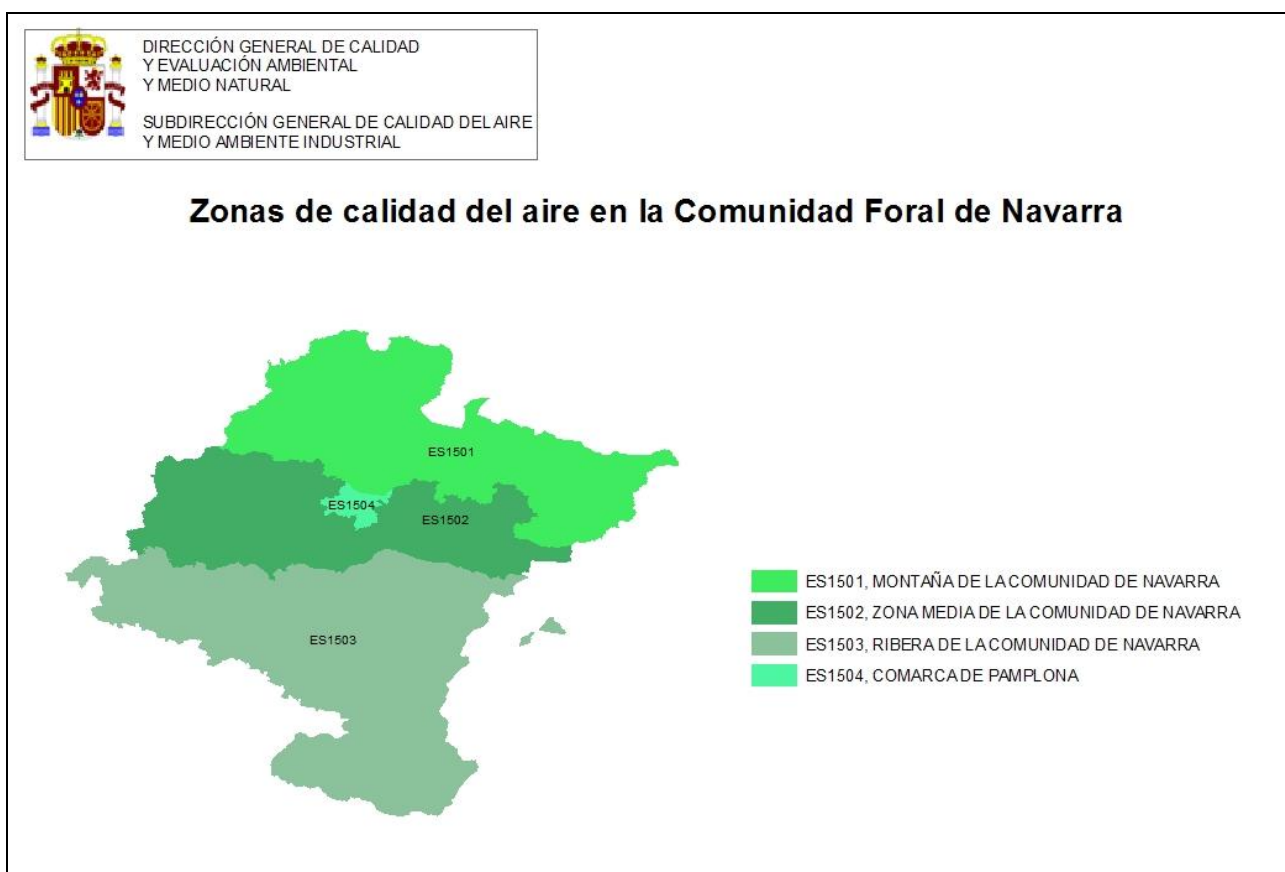 DIRECCIÓN GENERAL DE CALIDAD
Y EVALUACIÓN AMBIENTAL
Y MEDIO NATURAL
SUBDIRECCIÓN GENERAL DE CALIDAD DEL AIRE
Y MEDIO AMBIENTE INDUSTRIAL
Zonas de calidad del aire en la Comunidad Foral de Navarra
ES1501
ES1504
ES1502
ES1503
ES1501, MONTAÑA DE LA COMUNIDAD DE NAVARRA
ES1502, ZONA MEDIA DE LA COMUNIDAD DE NAVARRA
ES1503, RIBERA DE LA COMUNIDAD DE NAVARRA
ES1504, COMARCA DE PAMPLONA